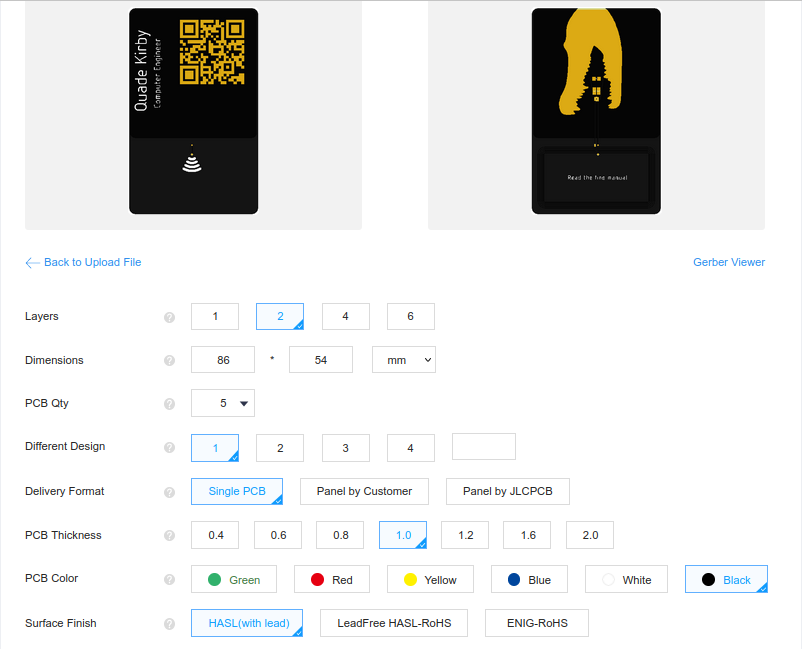 Quade Kirby
Computer Engineer
Read the fine manual
Back to Upload File
Gerber Viewer
Layers ? 1 2 4 6
Dimensions ? 86 * 54 mm
PCB Qty ? 5
Different Design ? 1 2 3 4
Delivery Format ? Single PCB Panel by Customer Panel by JLCPCB
PCB Thickness ? 0.4 0.6 0.8 1.0 1.2 1.6 2.0
PCB Color ? Green Red Yellow Blue White Black
Surface Finish ? HASL(with lead) LeadFree HASL-RoHS ENIG-RoHS